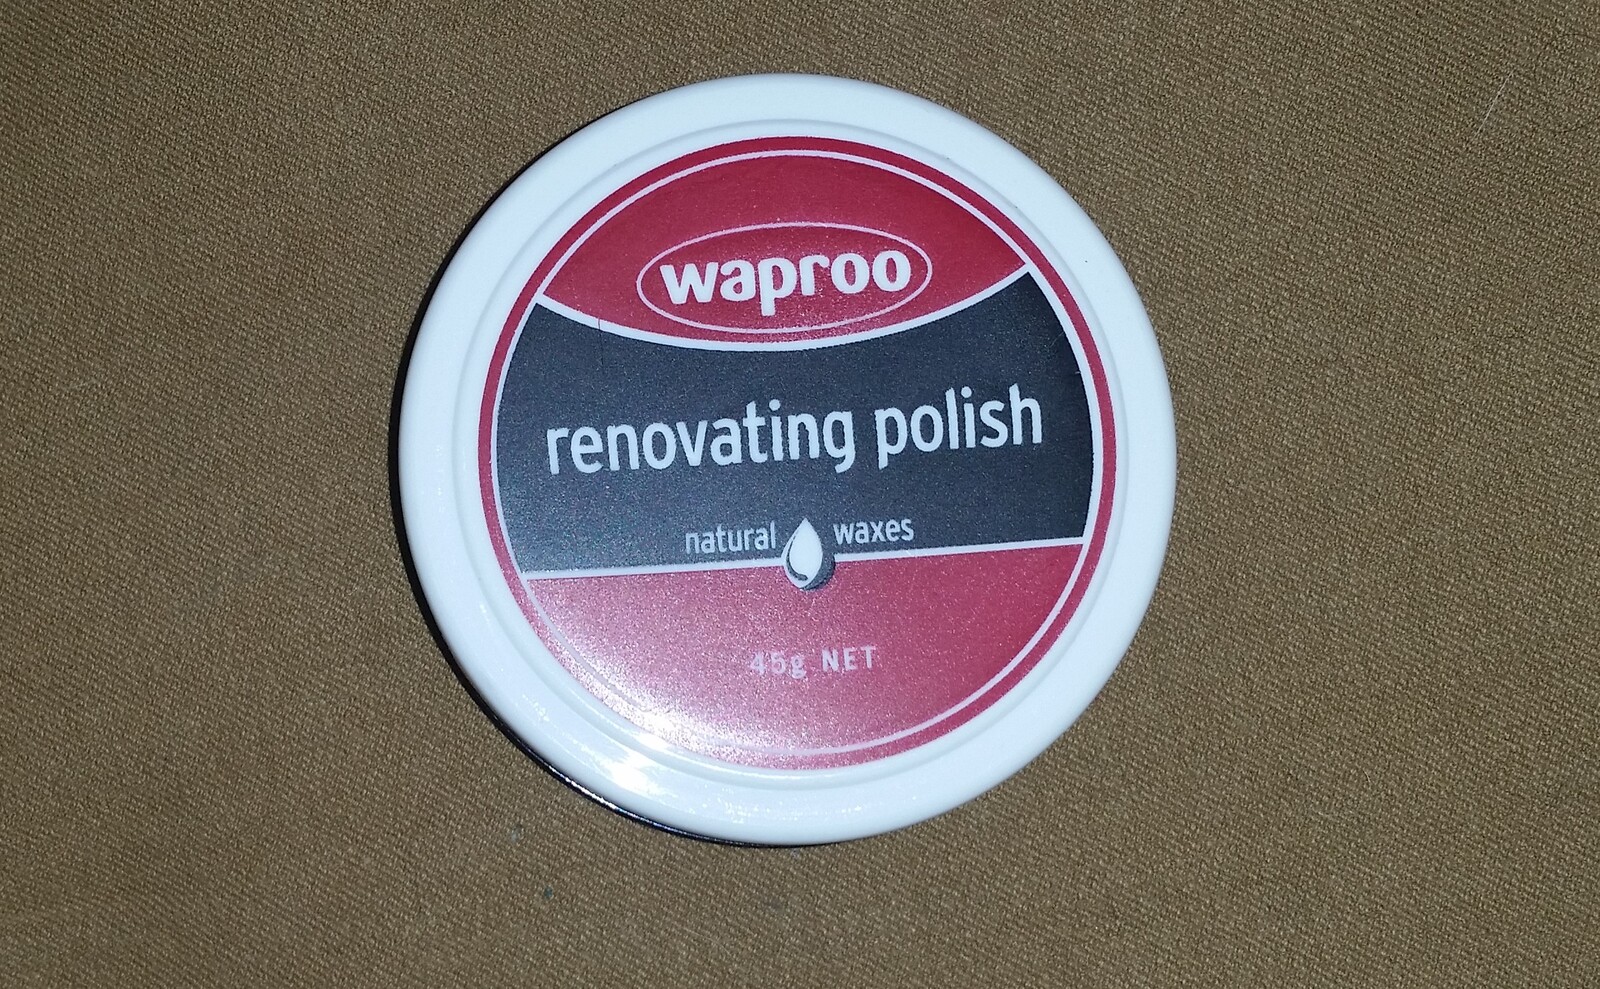 waproo
renovating polish
natural waxes
45g NET